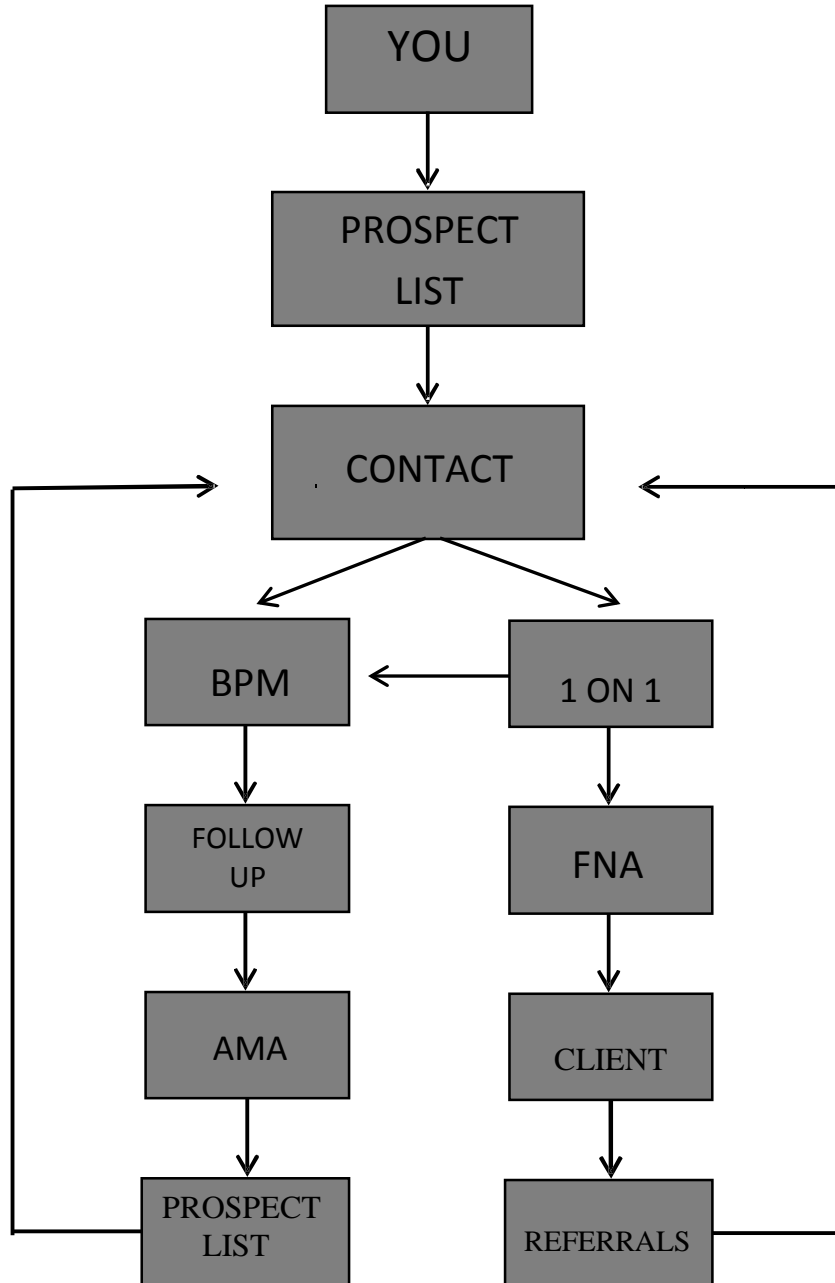 YOU
PROSPECT
LIST
CONTACT
BPM
1 ON 1
FOLLOW
UP
FNA
AMA
CLIENT
PROSPECT
LIST
REFERRALS